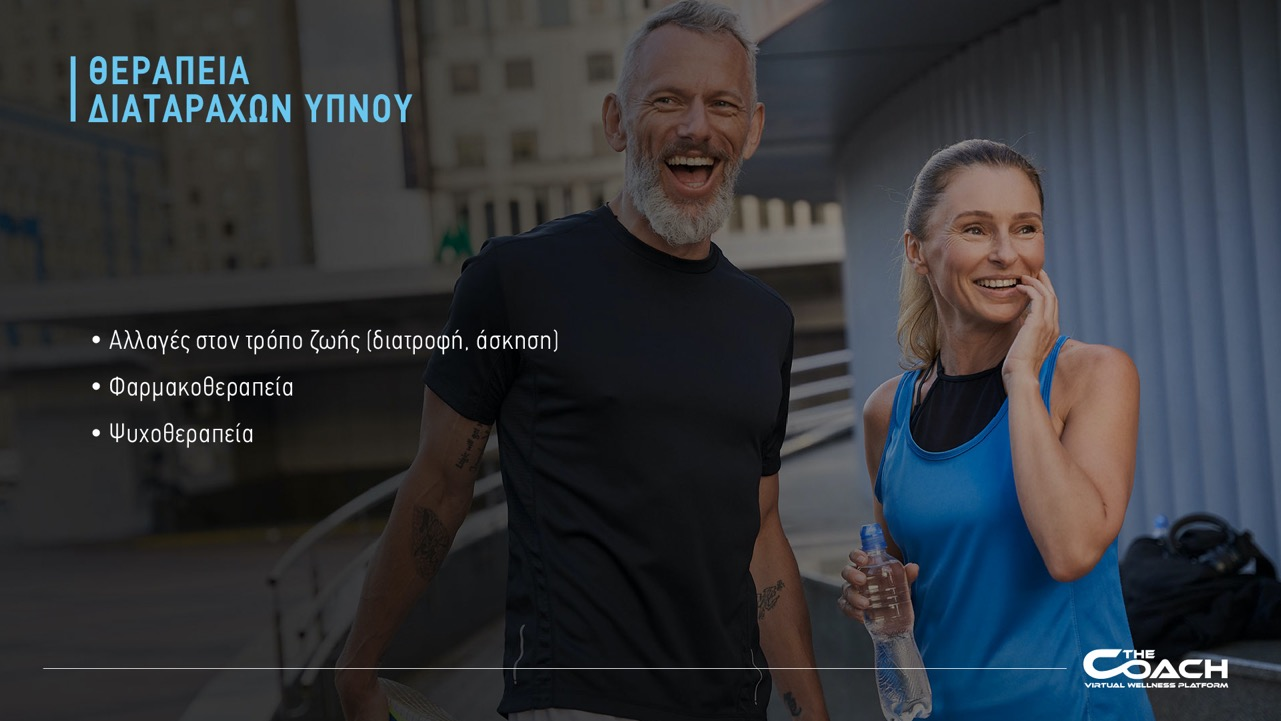 ΘΕΡΑΠΕΙΑ
ΔΙΑΤΑΡΑΧΩΝ ΥΠΝΟΥ
• Αλλαγές στον τρόπο ζωής (διατροφή, άσκηση)
• Φαρμακοθεραπεία
• Ψυχοθεραπεία
THE
COACH
VIRTUAL WELLNESS PLATFORM